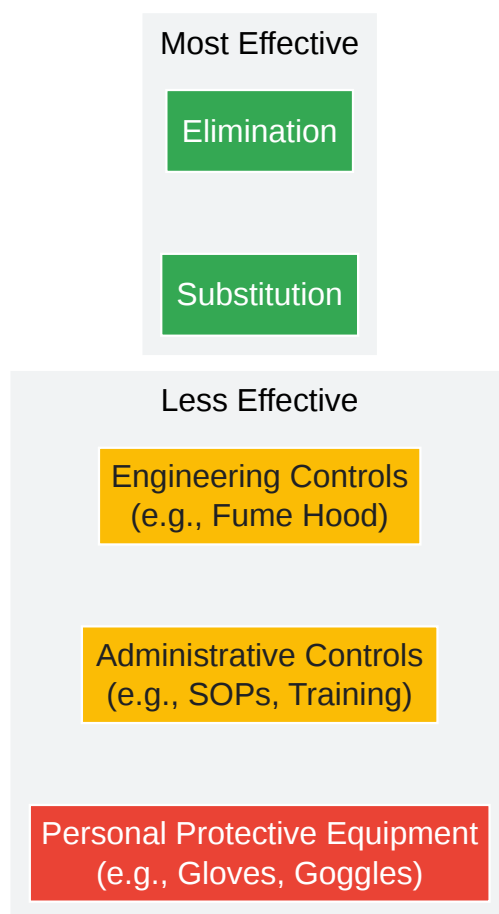 Most Effective
Elimination
Substitution
Less Effective
Engineering Controls
(e.g., Fume Hood)
Administrative Controls
(e.g., SOPs, Training)
Personal Protective Equipment
(e.g., Gloves, Goggles)